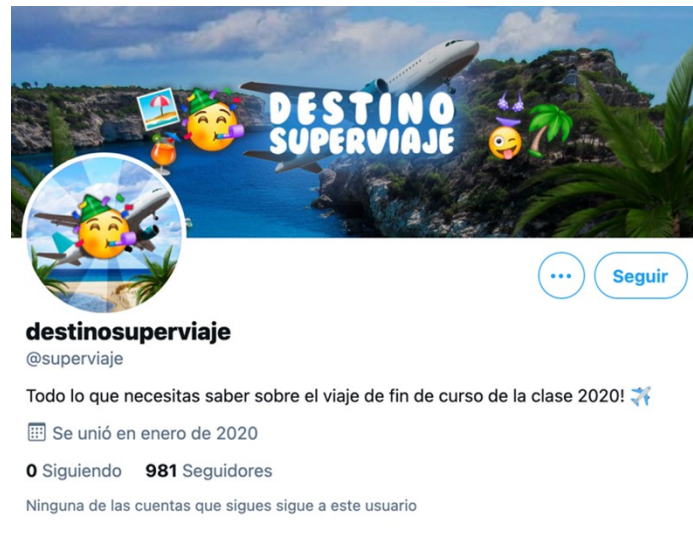 DESTINO
SUPERVIAJE
Seguir
destinosuperviaje
@superviaje
Todo lo que necesitas saber sobre el viaje de fin de curso de la clase 2020! ✈️
Se unió en enero de 2020
0 Siguiendo 981 Seguidores
Ninguna de las cuentas que sigues sigue a este usuario